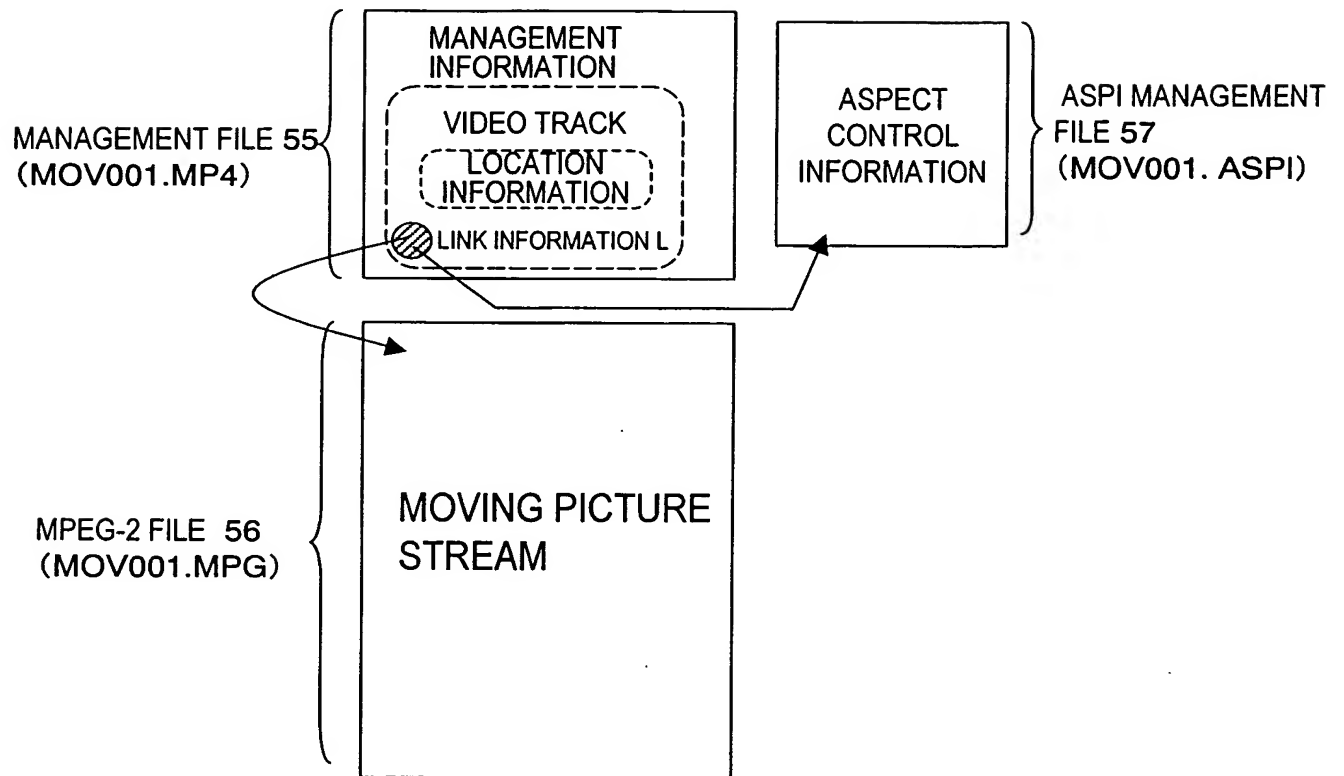 MANAGEMENT
INFORMATION
VIDEO TRACK
LOCATION
INFORMATION
LINK INFORMATION L
MANAGEMENT FILE 55
(MOV001.MP4)
ASPECT
CONTROL
INFORMATION
ASPI MANAGEMENT
FILE 57
(MOV001. ASPI)
MPEG-2 FILE 56
(MOV001.MPG)
MOVING PICTURE
STREAM